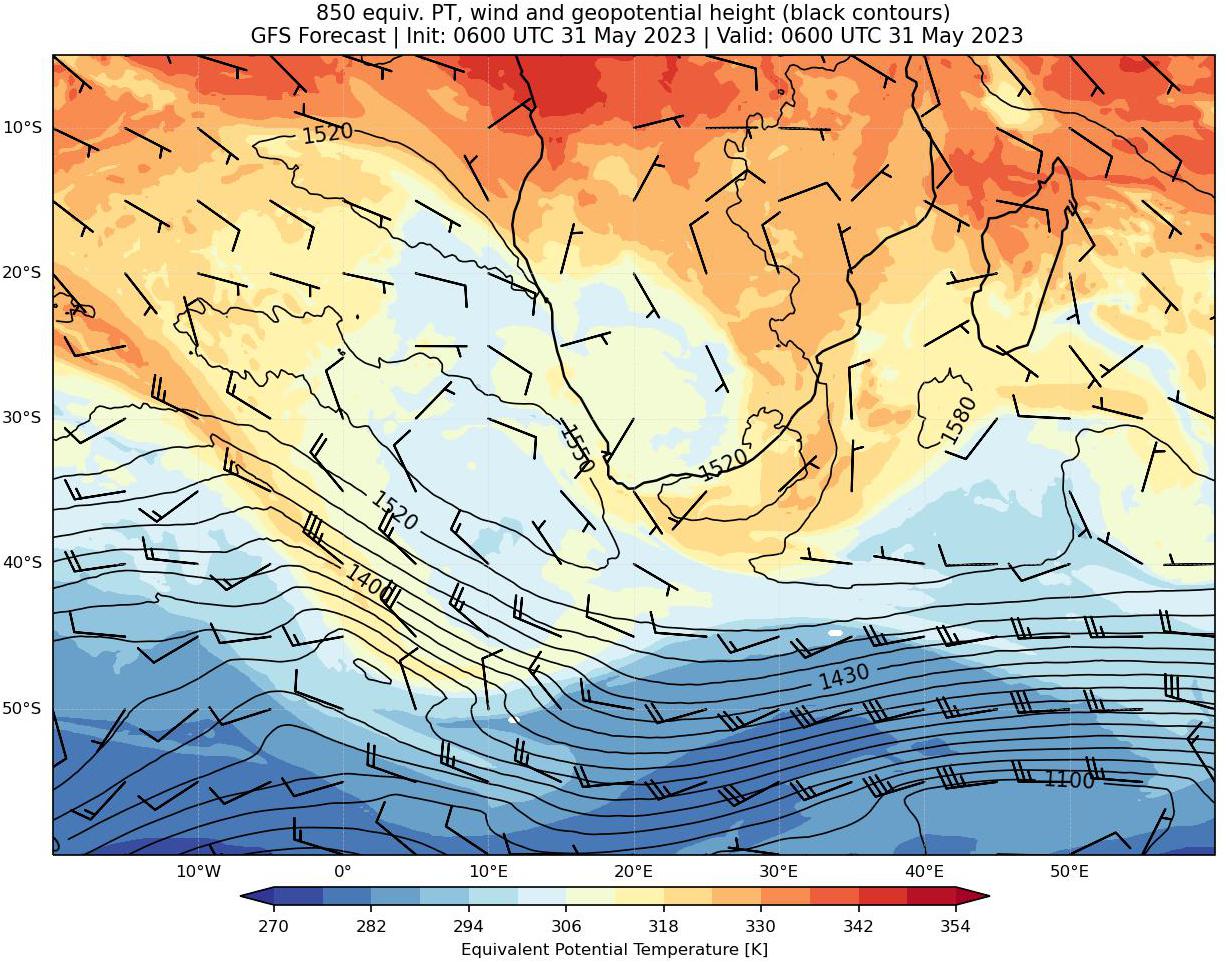 850 equiv. PT, wind and geopotential height (black contours)
GFS Forecast | Init: 0600 UTC 31 May 2023 | Valid: 0600 UTC 31 May 2023
10°S
20°S
30°S
40°S
50°S
1520
1580
1550
1520
1520
1400
1430
1100
10°W
0°
10°E
20°E
30°E
40°E
50°E
270
282
294
306
318
330
342
354
Equivalent Potential Temperature [K]